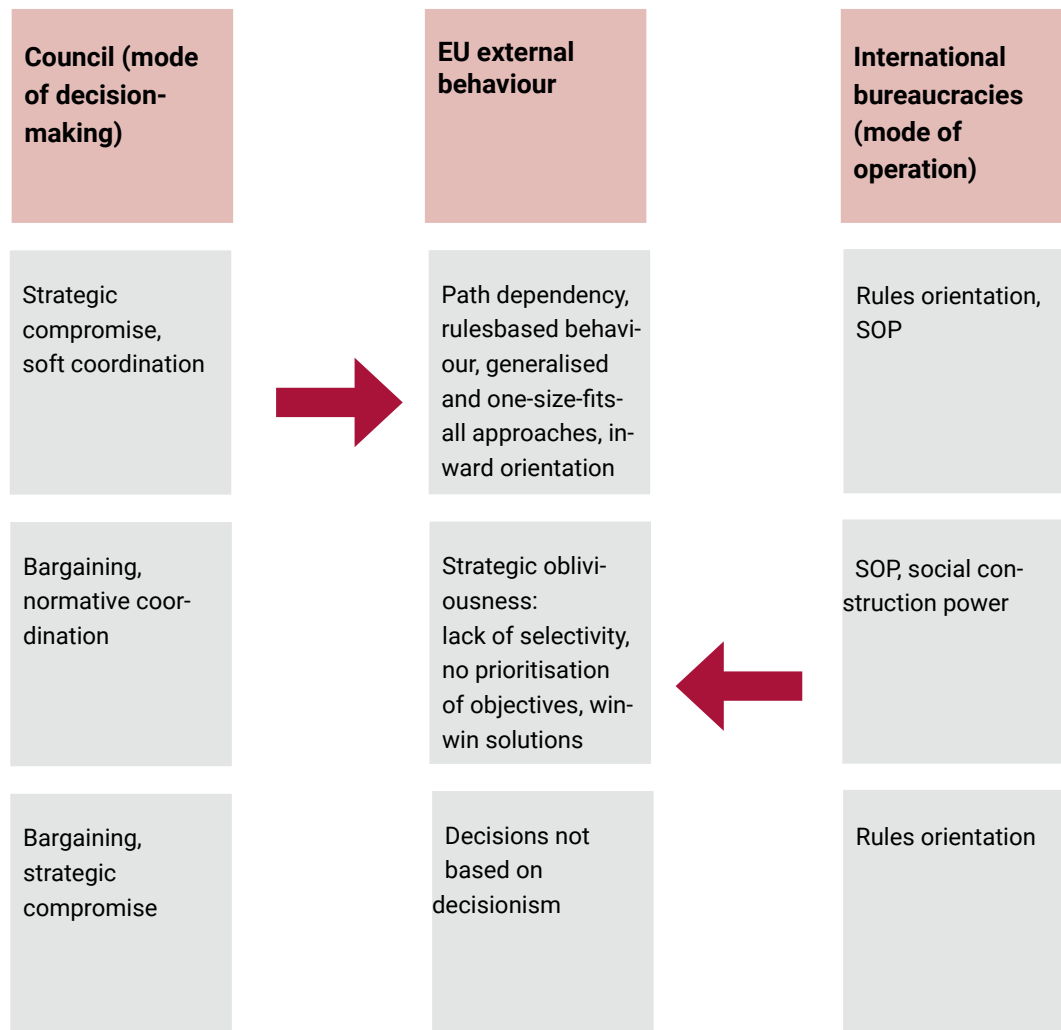 Council (mode
of decision-
making)
EU external
behaviour
International
bureaucracies
(mode of
operation)
Strategic
compromise,
soft coordination
Path dependency,
rulesbased behavi-
our, generalised
and one-size-fits-
all approaches, in-
ward orientation
Rules orientation,
SOP
Bargaining,
normative coor-
dination
Strategic oblivi-
ousness:
lack of selectivity,
no prioritisation
of objectives, win-
win solutions
SOP, social con-
struction power
Bargaining,
strategic
compromise
Decisions not
based on
decisionism
Rules orientation